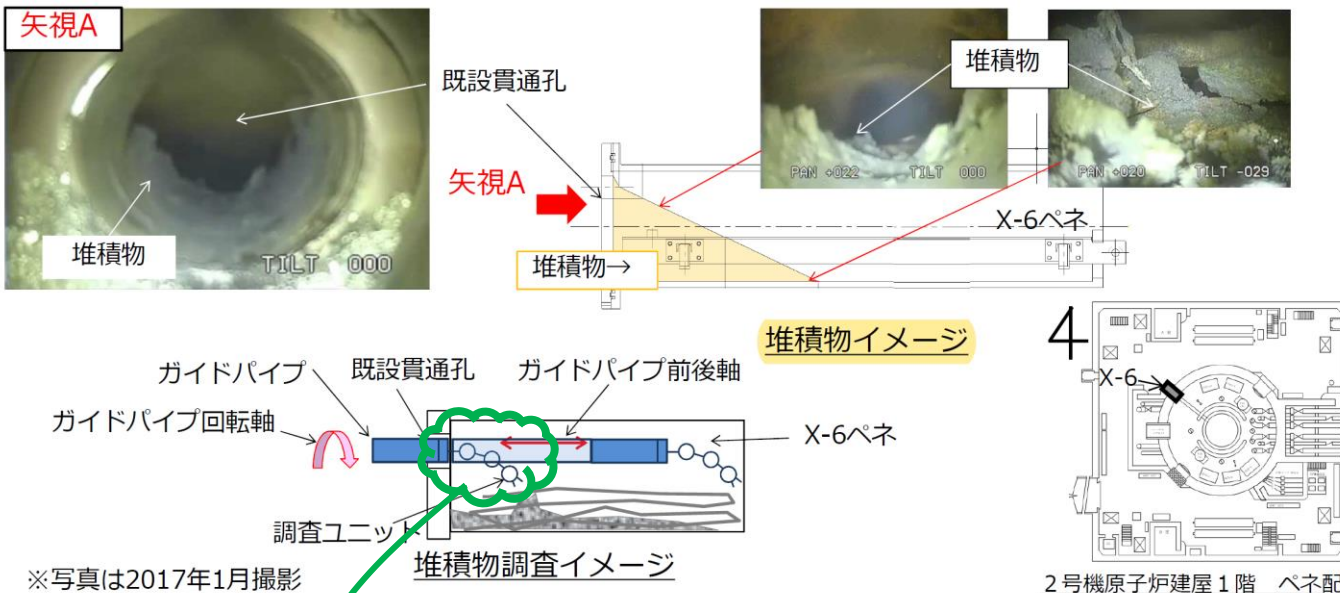 矢視A
TILT 000
堆積物
既設貫通孔
矢視A
堆積物→
堆積物
PAN +022 TILT 000
PAN +020 TILT -029
X-6ペネ
堆積物イメージ
ガイドパイプ
既設貫通孔
ガイドパイプ前後軸
ガイドパイプ回転軸
X-6ペネ
調査ユニット
堆積物調査イメージ
※写真は2017年1月撮影
X-6
2号機原子炉建屋1階 ペネ配